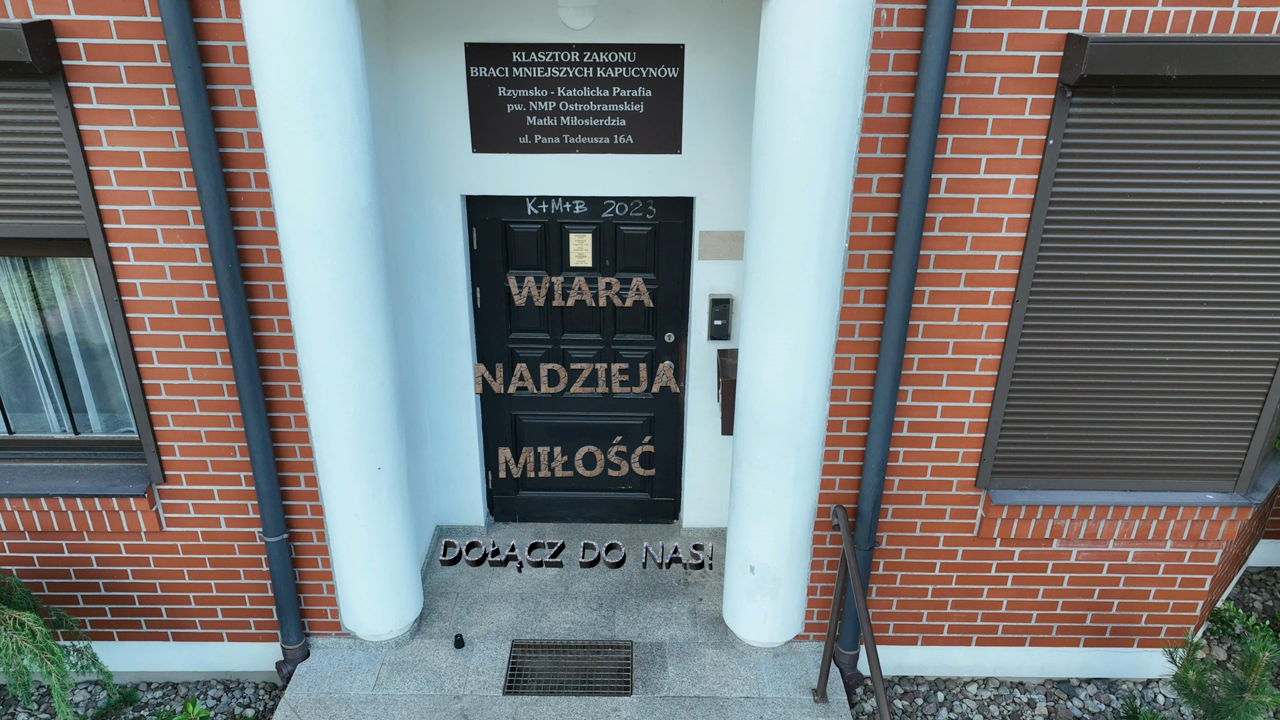 KLASZTOR ZAKONU
BRACI MNIEJSZYCH KAPUCYNÓW
Rzymsko - Katolicka Parafia
pw. NMP Ostrobramskiej
Matki Miłosierdzia
ul. Pana Tadeusza 16A
K+M+B 2023
WIARA
NADZIEJA
MIŁOŚĆ
DOŁĄCZ DO NAS!